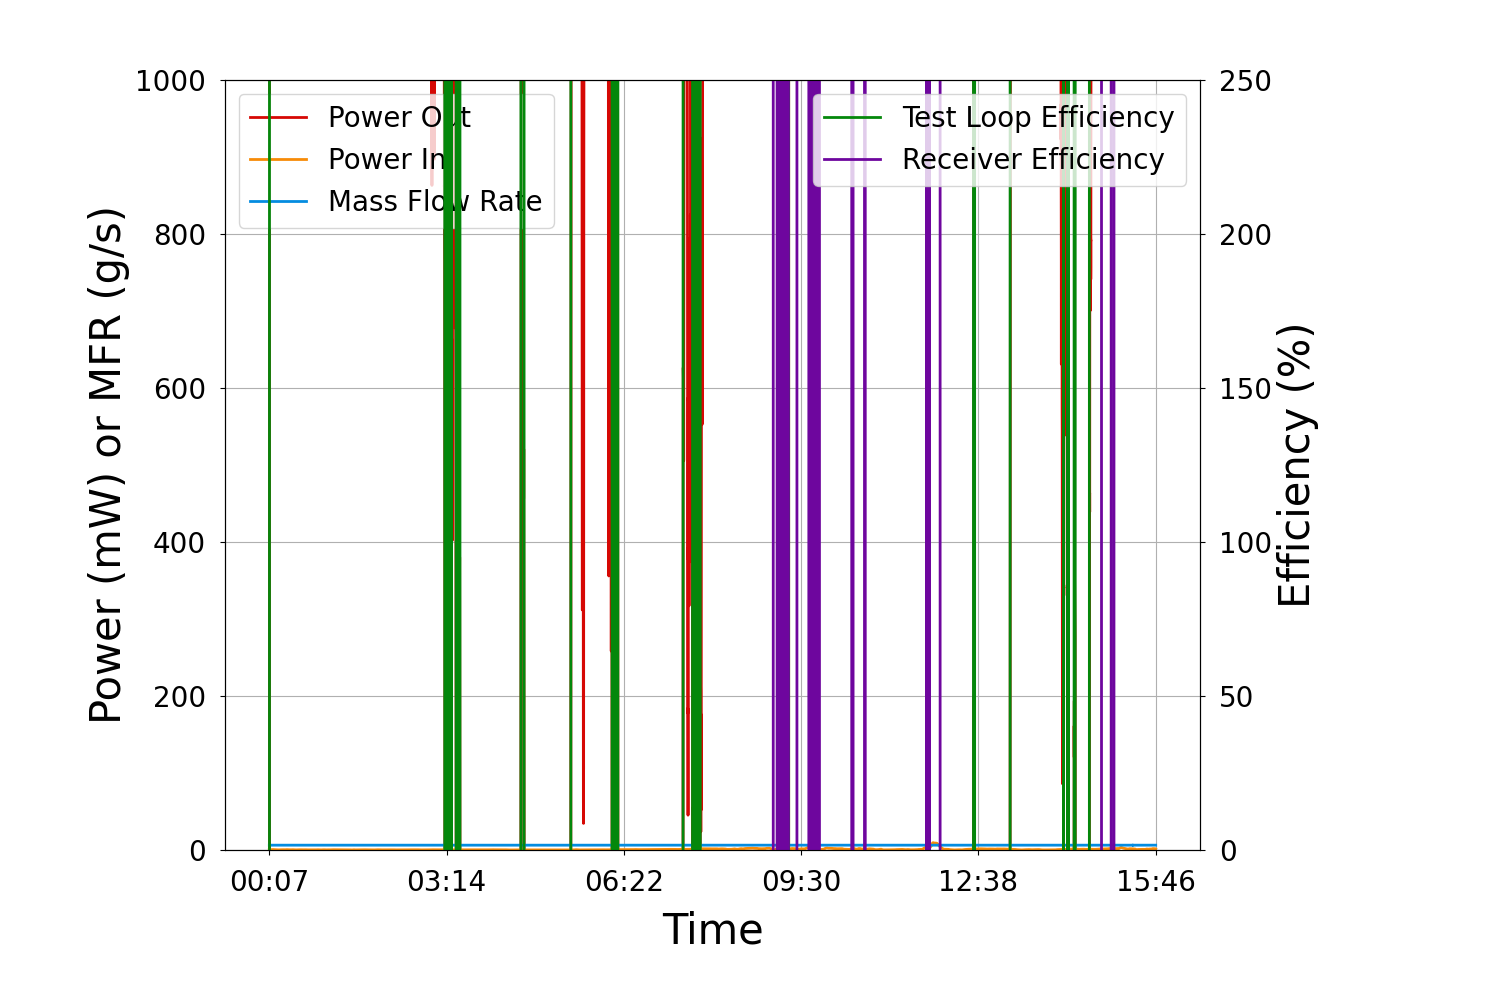 1000
800
600
400
200
0
Power (mW) or MFR (g/s)
Power Out
Power In
Mass Flow Rate
Test Loop Efficiency
Receiver Efficiency
250
200
150
100
50
0
Efficiency (%)
00:07 03:14 06:22 09:30 12:38 15:46
Time